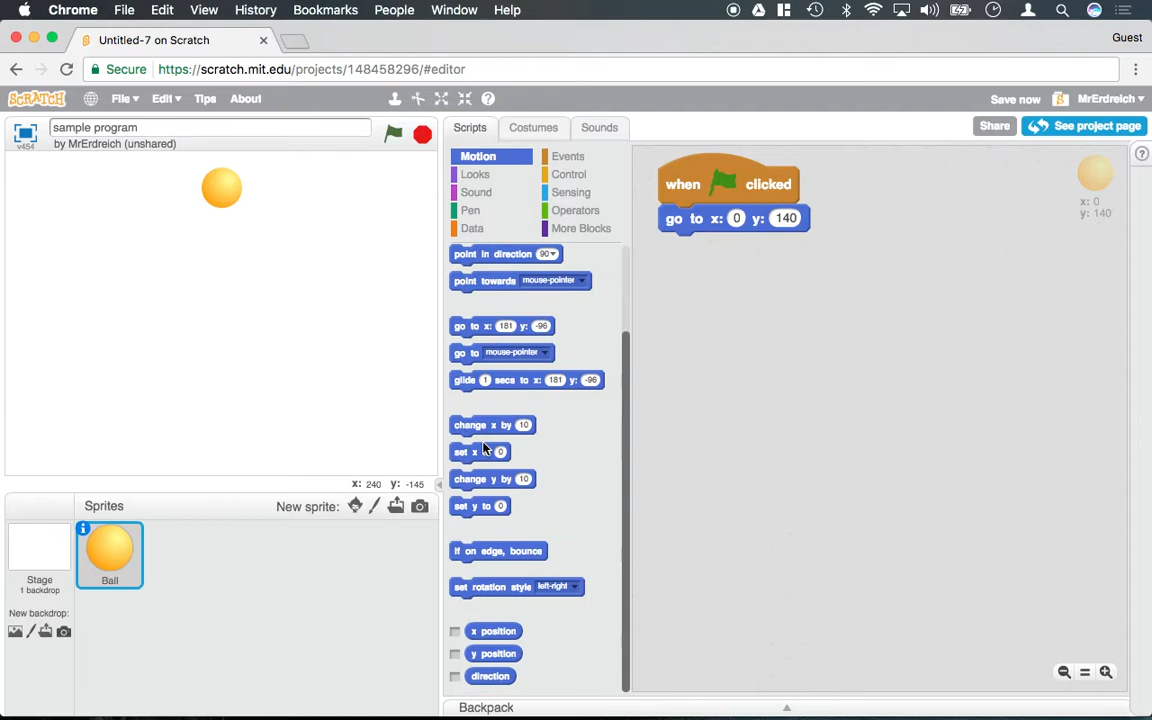 Chrome File Edit View History Bookmarks People Window Help
Untitled-7 on Scratch
Guest
Secure https://scratch.mit.edu/projects/148458296/#editor
SCRATCH File Edit Tips About Save now MrErdreich
sample program
by MrErdreich (unshared)
v454
Scripts Costumes Sounds
Share See project page
Motion Events
Looks Control
Sound Sensing
Pen Operators
Data More Blocks
point in direction 90
point towards mouse-pointer
go to x: 181 y: -96
go to mouse-pointer
glide 1 secs to x: 181 y: -96
change x by 10
set x 0
change y by 10
set y to 0
if on edge, bounce
set rotation style left-right
x position
y position
direction
when clicked
go to x: 0 y: 140
x: 0
y: 140
x: 240 y: -145
Sprites New sprite:
Stage
1 backdrop
New backdrop:
Ball
Backpack